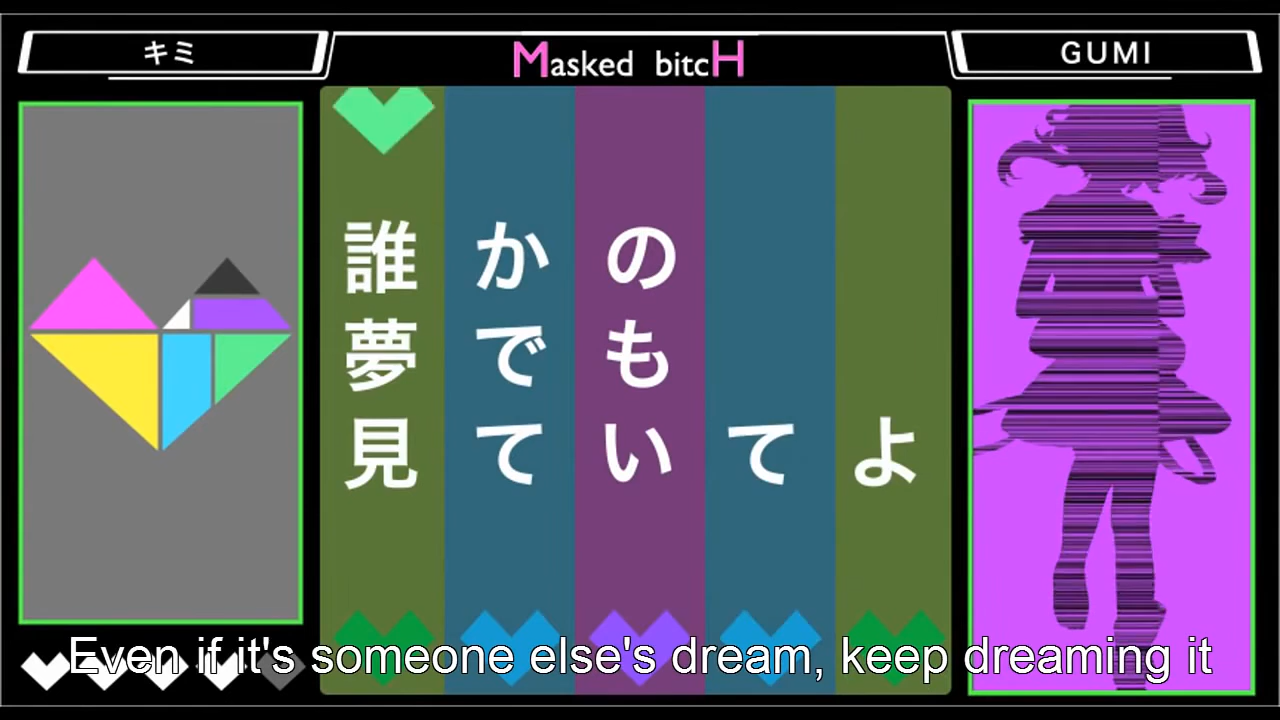 キミ
Masked bitcH
GUMI
誰かの
夢でも
見ていてよ
Even if it's someone else's dream, keep dreaming it